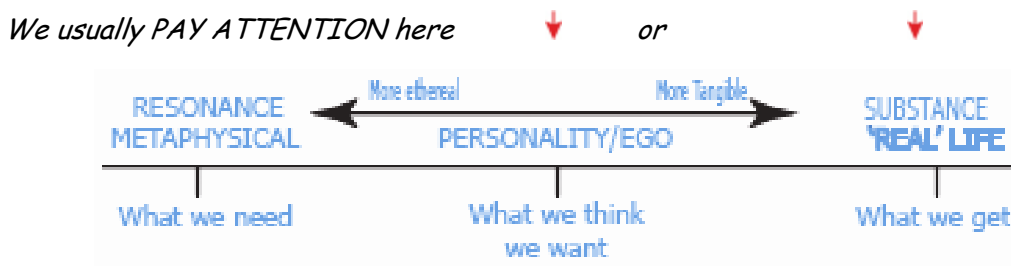 We usually PAY ATTENTION here or
More ethereal More Tangible
RESONANCE SUBSTANCE
METAPHYSICAL PERSONALITY/EGO 'REAL' LIFE
What we need What we think What we get
we want